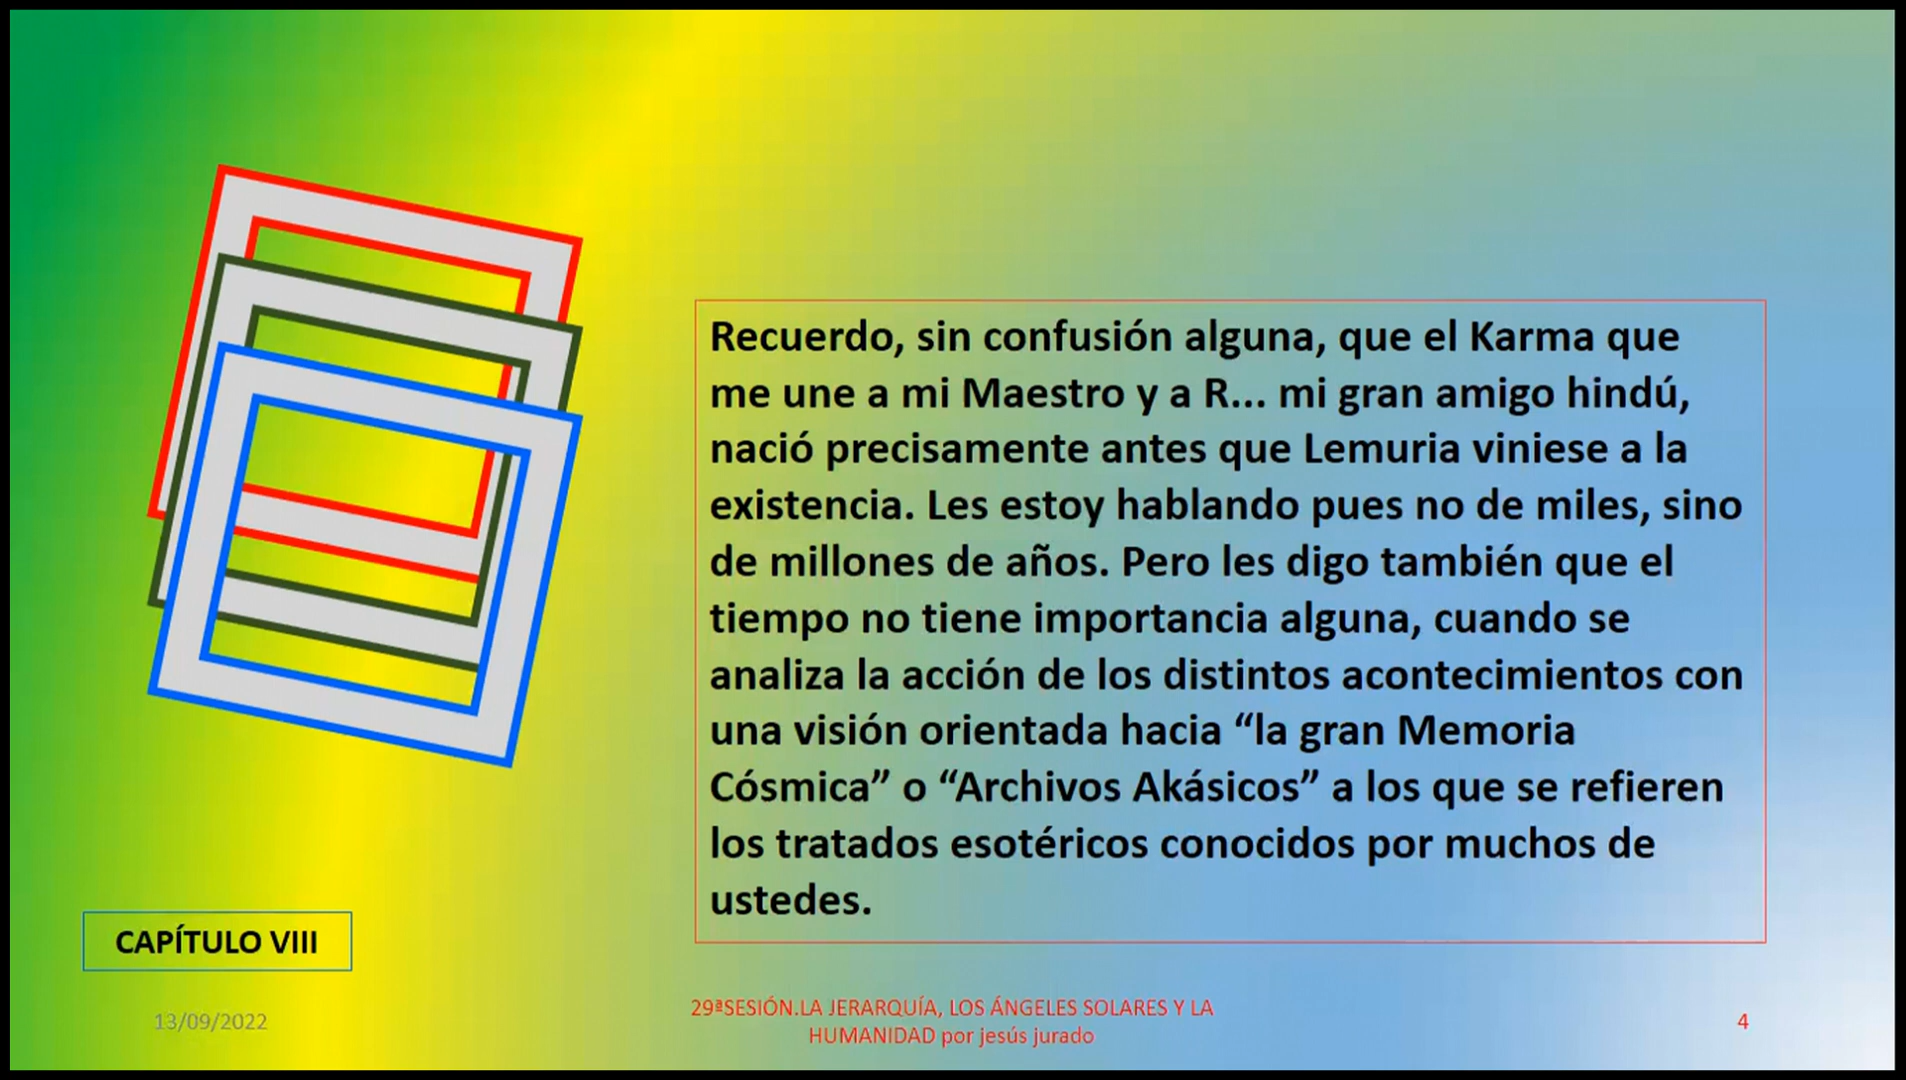 Recuerdo, sin confusión alguna, que el Karma que
me une a mi Maestro y a R... mi gran amigo hindú,
nació precisamente antes que Lemuria viniese a la
existencia. Les estoy hablando pues no de miles, sino
de millones de años. Pero les digo también que el
tiempo no tiene importancia alguna, cuando se
analiza la acción de los distintos acontecimientos con
una visión orientada hacia “la gran Memoria
Cósmica” o “Archivos Akásicos” a los que se refieren
los tratados esotéricos conocidos por muchos de
ustedes.
CAPÍTULO VIII
13/09/2022
29ªSESIÓN.LA JERARQUÍA, LOS ÁNGELES SOLARES Y LA
HUMANIDAD por jesús jurado
4